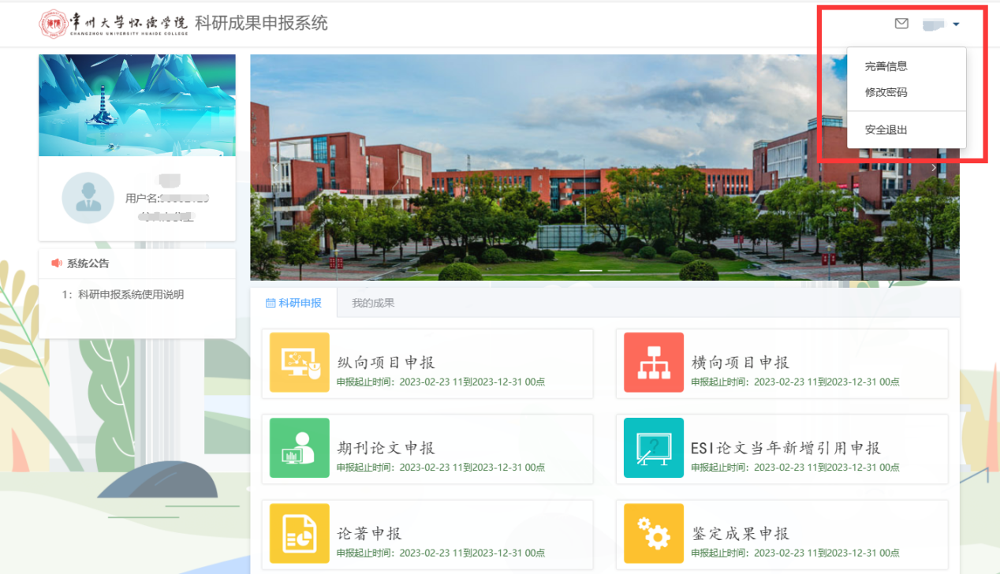 常州大学怀德学院 科研成果申报系统
CHANGZHOU UNIVERSITY HUAIDE COLLEGE
完善信息
修改密码
安全退出
用户名:
系统公告
1：科研申报系统使用说明
科研申报 我的成果
纵向项目申报
申报起止时间：2023-02-23 11到2023-12-31 00点
横向项目申报
申报起止时间：2023-02-23 11到2023-12-31 00点
期刊论文申报
申报起止时间：2023-02-23 11到2023-12-31 00点
ESI论文当年新增引用申报
申报起止时间：2023-02-23 11到2023-12-31 00点
论著申报
申报起止时间：2023-02-23 11到2023-12-31 00点
鉴定成果申报
申报起止时间：2023-02-23 11到2023-12-31 00点